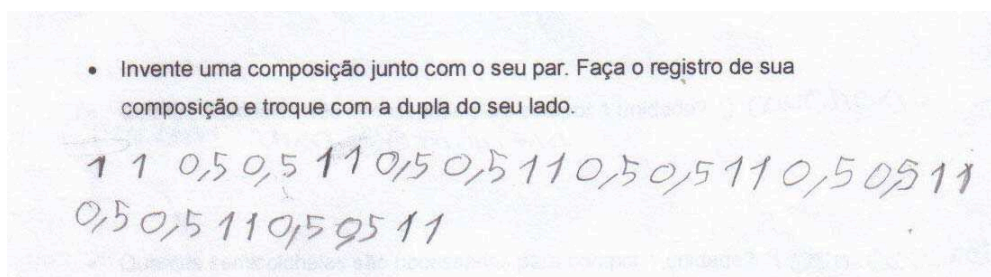 • Invente uma composição junto com o seu par. Faça o registro de sua
composição e troque com a dupla do seu lado.
1 1 0,5 0,5 1 1 0,5 0,5 1 1 0,5 0,5 1 1 0,5 0,5 1 1
0,5 0,5 1 1 0,5 0,5 1 1